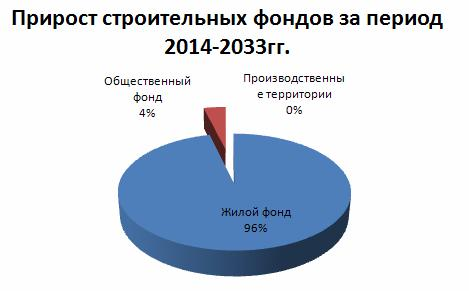 Прирост строительных фондов за период
2014-2033гг.
Общественный
фонд
4%
Производственны
е территории
0%
Жилой фонд
96%